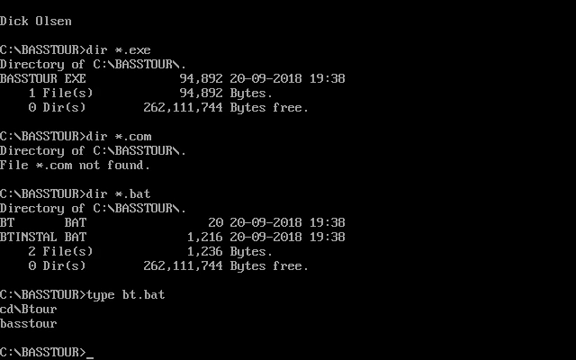 Dick Olsen
C:\BASSTOUR>dir *.exe
Directory of C:\BASSTOUR\.
BASSTOUR EXE 94,892 20-09-2018 19:38
1 File(s) 94,892 Bytes.
0 Dir(s) 262,111,744 Bytes free.
C:\BASSTOUR>dir *.com
Directory of C:\BASSTOUR\.
File *.com not found.
C:\BASSTOUR>dir *.bat
Directory of C:\BASSTOUR\.
BT BAT 20 20-09-2018 19:38
BTINSTAL BAT 1,216 20-09-2018 19:38
2 File(s) 1,236 Bytes.
0 Dir(s) 262,111,744 Bytes free.
C:\BASSTOUR>type bt.bat
cd\Btour
basstour
C:\BASSTOUR>_